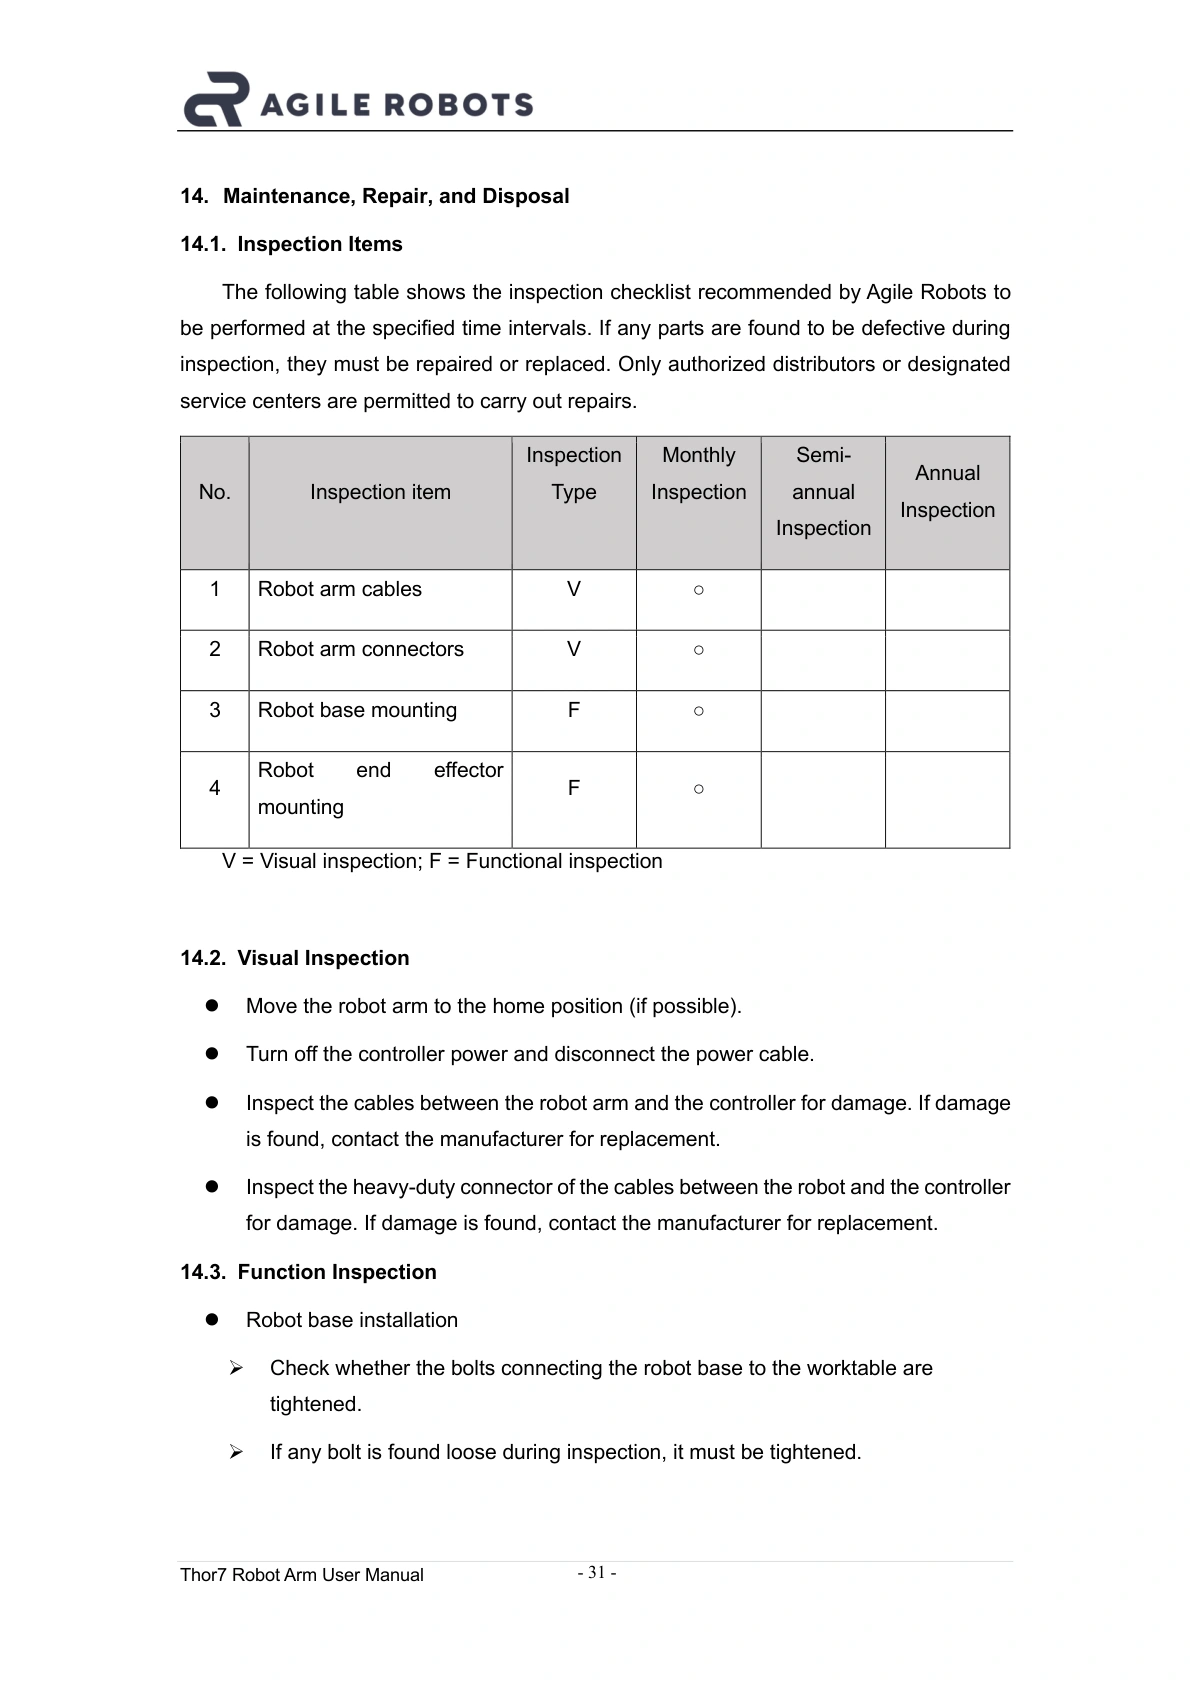 AGILE ROBOTS
14. Maintenance, Repair, and Disposal
14.1. Inspection Items
The following table shows the inspection checklist recommended by Agile Robots to
be performed at the specified time intervals. If any parts are found to be defective during
inspection, they must be repaired or replaced. Only authorized distributors or designated
service centers are permitted to carry out repairs.
No. Inspection item Inspection Type Monthly Inspection Semi-annual Inspection Annual Inspection
1 Robot arm cables V ○
2 Robot arm connectors V ○
3 Robot base mounting F ○
4 Robot end effector mounting F ○
V = Visual inspection; F = Functional inspection
14.2. Visual Inspection
● Move the robot arm to the home position (if possible).
● Turn off the controller power and disconnect the power cable.
● Inspect the cables between the robot arm and the controller for damage. If damage
is found, contact the manufacturer for replacement.
● Inspect the heavy-duty connector of the cables between the robot and the controller
for damage. If damage is found, contact the manufacturer for replacement.
14.3. Function Inspection
● Robot base installation
➢ Check whether the bolts connecting the robot base to the worktable are
tightened.
➢ If any bolt is found loose during inspection, it must be tightened.
Thor7 Robot Arm User Manual - 31 -